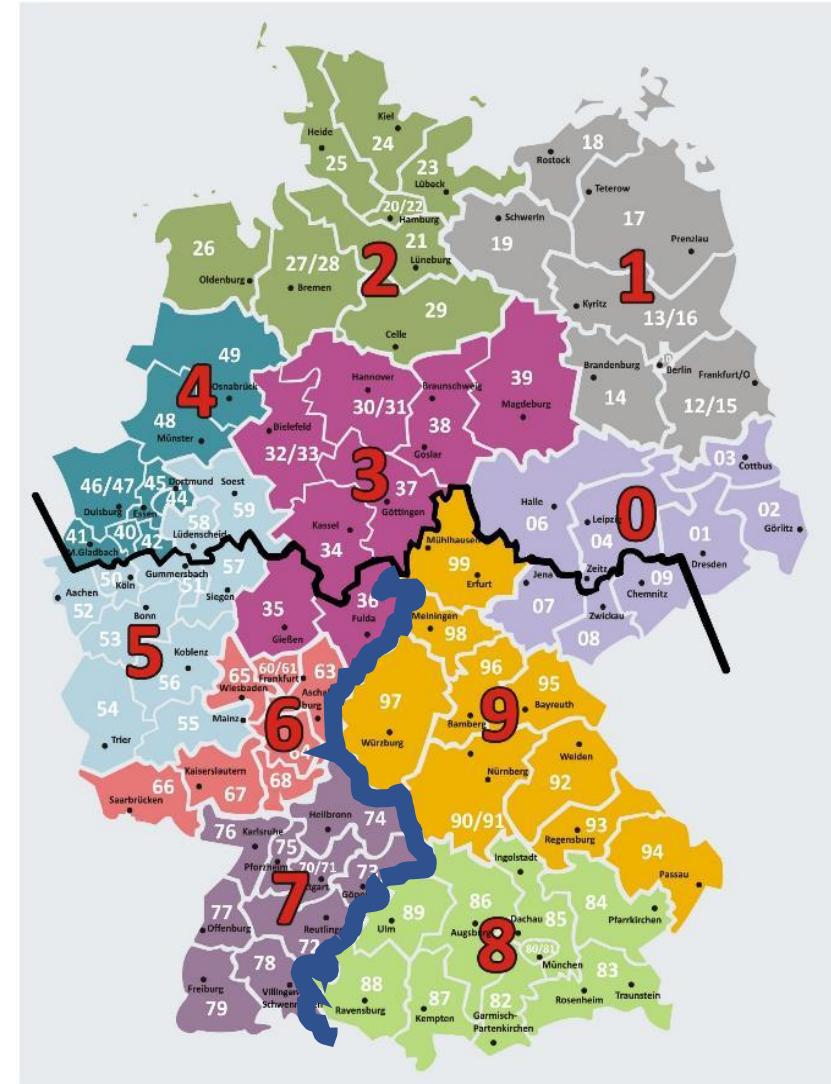 Kiel
Heide
24
25
23
Lübeck
20/22
Hamburg
18
Rostock
Teterow
17
Schwerin
19
Prenzlau
1
26
Oldenburg
27/28
Bremen
2
21
Lüneburg
29
Celle
Kyritz
13/16
49
Osnabrück
4
48
Münster
Hannover
30/31
Braunschweig
38
Goslar
39
Magdeburg
Brandenburg
14
Berlin
Frankfurt/O
12/15
Bielefeld
32/33
3
37
Göttingen
Kassel
34
03
Cottbus
46/47
Duisburg
45
Dortmund
44
Essen
Soest
59
58
Lüdenscheid
41
M.Gladbach
40
42
Halle
06
Leipzig
04
0
02
Görlitz
01
Dresden
Mühlhausen
99
Erfurt
Jena
07
Zeitz
09
Chemnitz
Zwickau
08
Aachen
52
Köln
Gummersbach
57
Siegen
Bonn
53
5
Koblenz
56
54
Trier
55
35
Gießen
36
Fulda
Meiningen
98
65
Wiesbaden
60/61
Frankfurt
63
Mainz
6
66
Saarbrücken
Kaiserslautern
67
68
97
Würzburg
96
Bamberg
9
95
Bayreuth
Weiden
92
Nürnberg
90/91
93
Regensburg
94
Passau
Heilbronn
74
76
Karlsruhe
75
Pforzheim
70/71
7
77
Offenburg
72
78
Freiburg
79
Ingolstadt
89
Ulm
86
Augsburg
Dachau
85
84
Pfarrkirchen
8
80/81
München
83
Rosenheim
Traunstein
88
Ravensburg
87
Kempten
82
Garmisch-
Partenkirchen